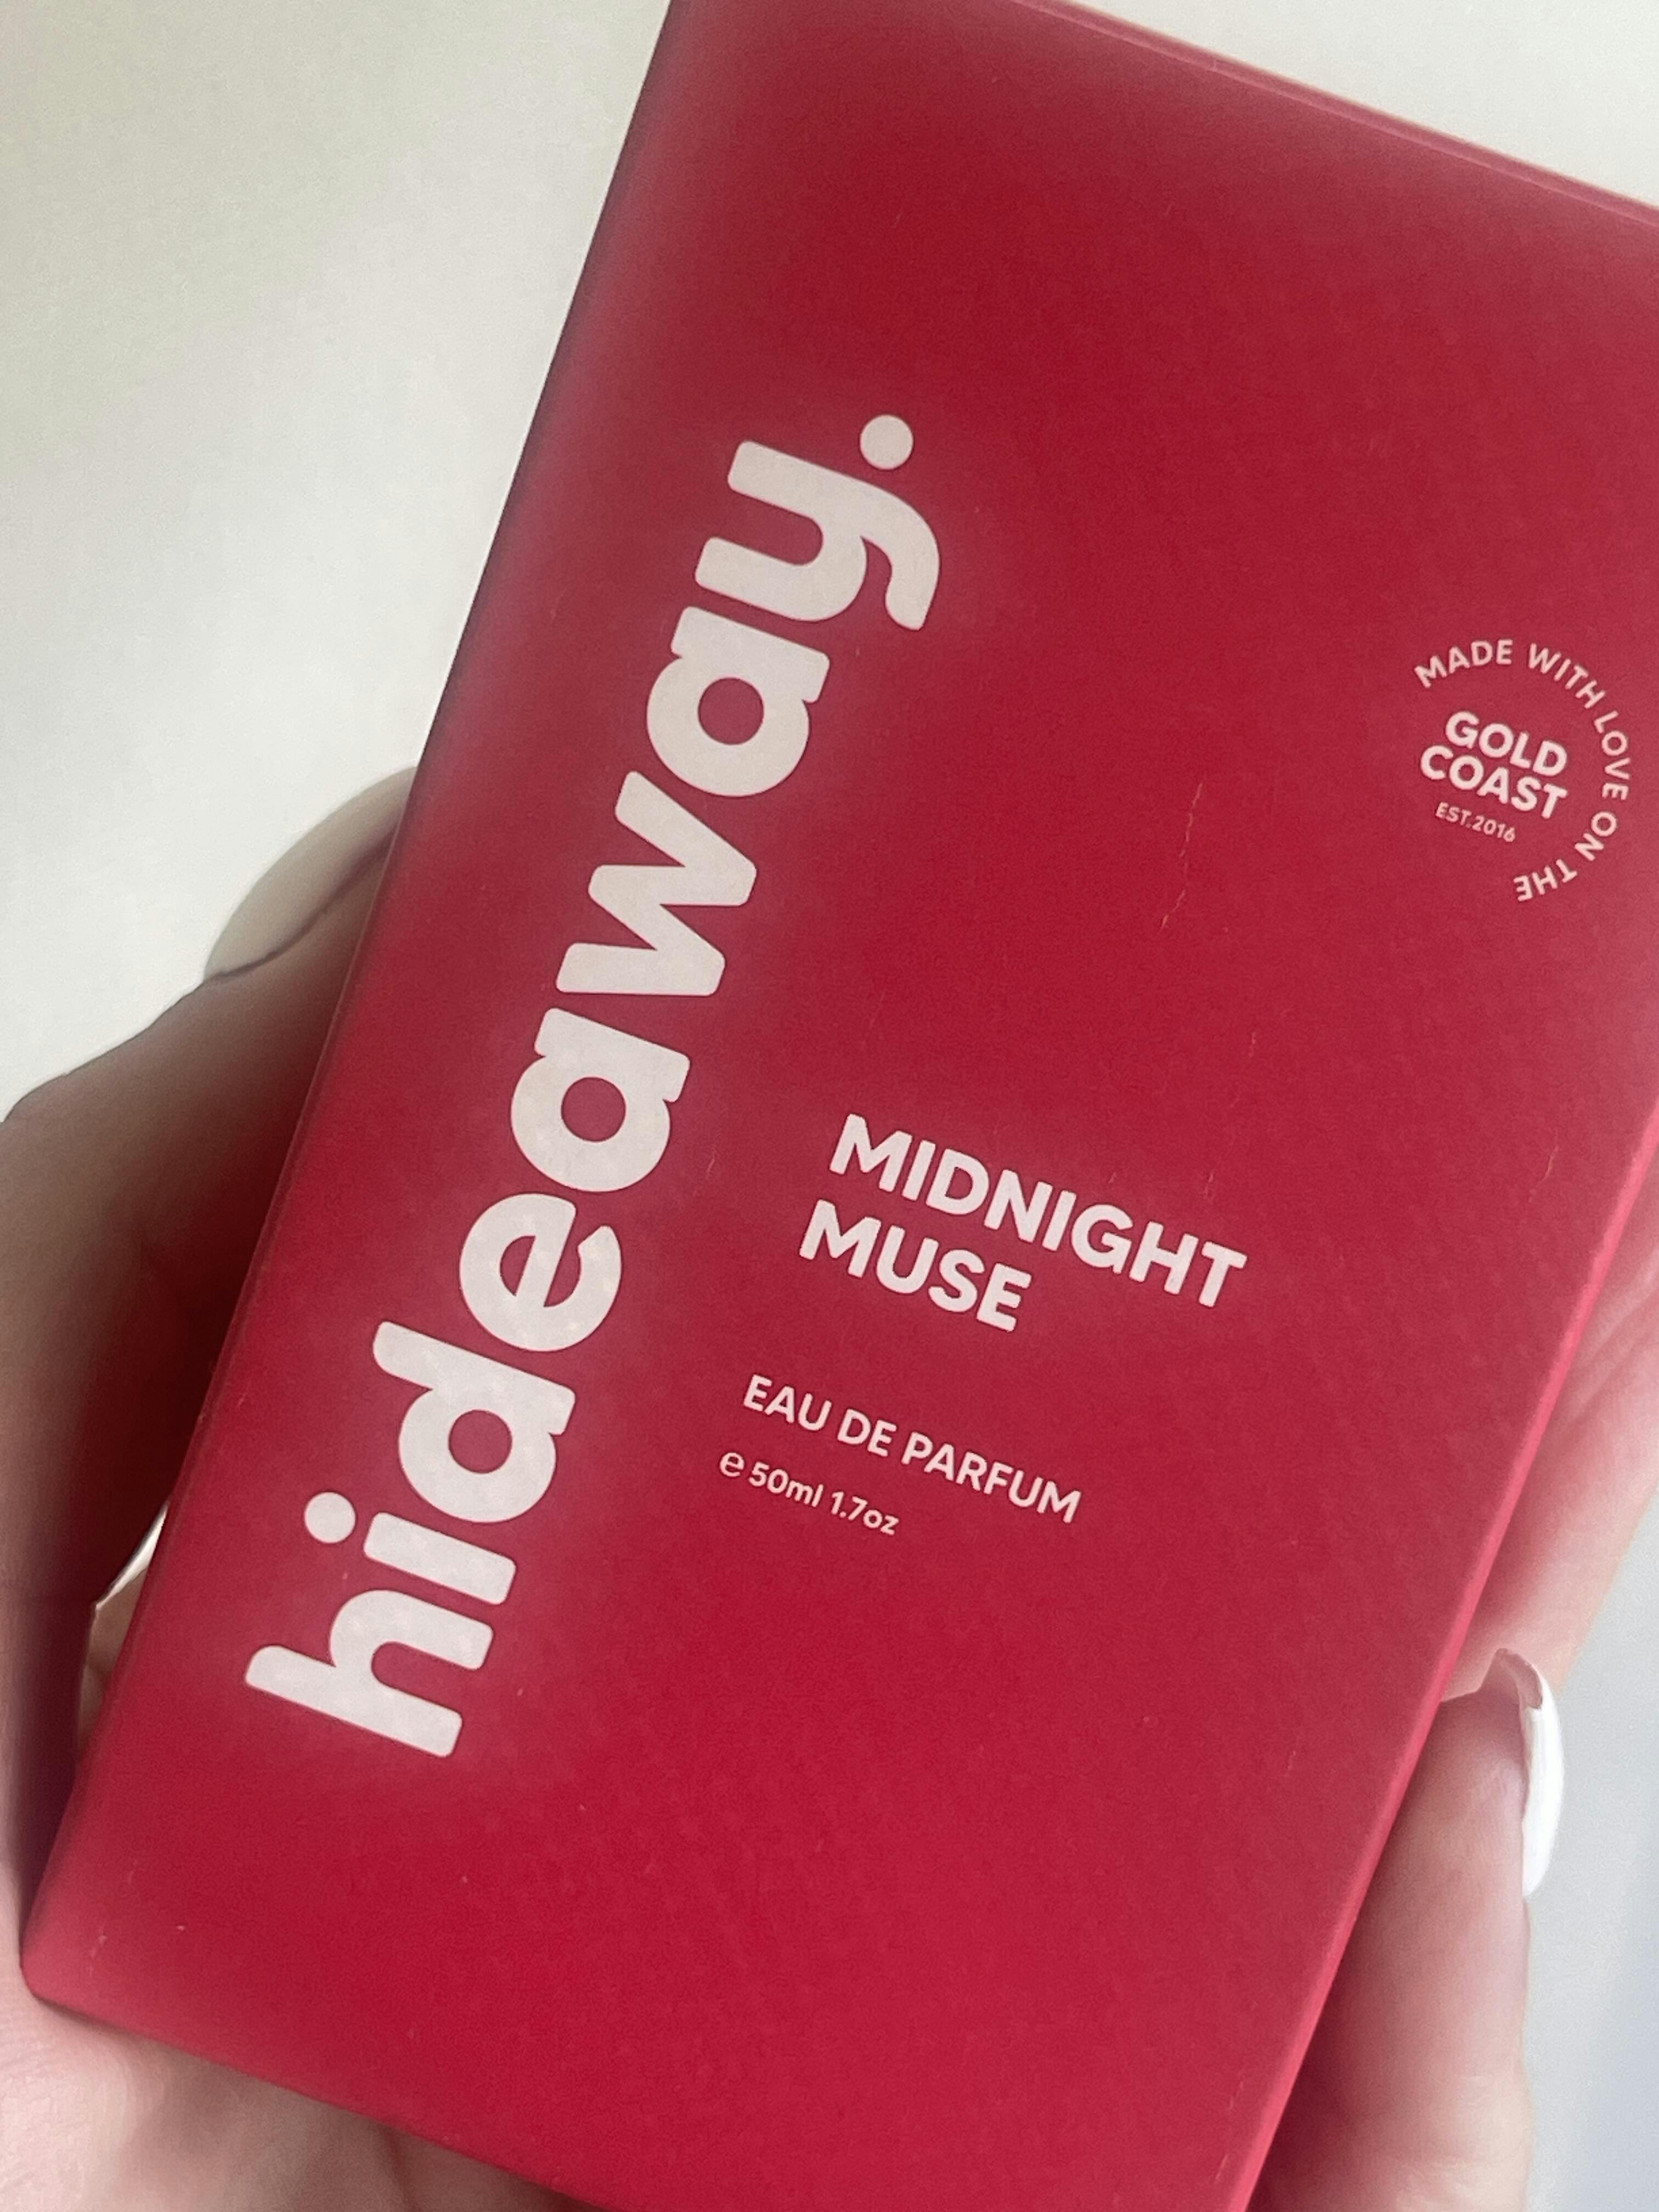 hideaway.
MADE WITH LOVE ON THE
GOLD
COAST
EST.2016
MIDNIGHT
MUSE
EAU DE PARFUM
℮ 50ml 1.7oz